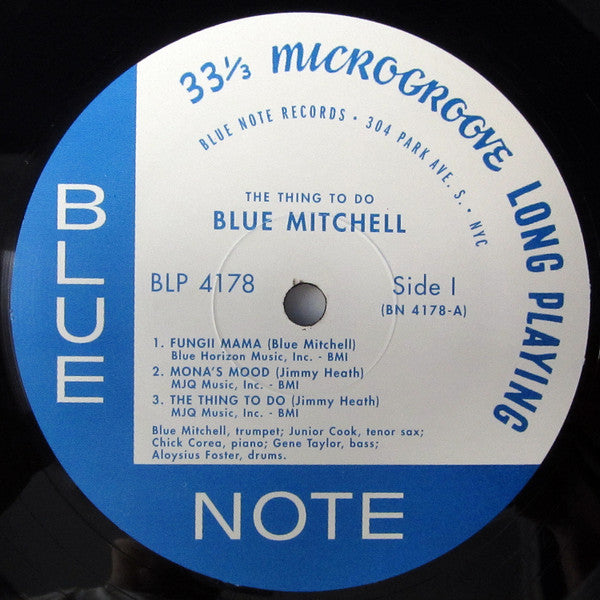 33⅓ MICROGROOVE LONG PLAYING
BLUE NOTE RECORDS • 304 PARK AVE. S. • NYC
THE THING TO DO
BLUE MITCHELL
BLP 4178
Side I
(BN 4178-A)
1. FUNGII MAMA (Blue Mitchell)
Blue Horizon Music, Inc. - BMI
2. MONA'S MOOD (Jimmy Heath)
MJQ Music, Inc. - BMI
3. THE THING TO DO (Jimmy Heath)
MJQ Music, Inc. - BMI
Blue Mitchell, trumpet; Junior Cook, tenor sax;
Chick Corea, piano; Gene Taylor, bass;
Aloysius Foster, drums.
BLUE
NOTE